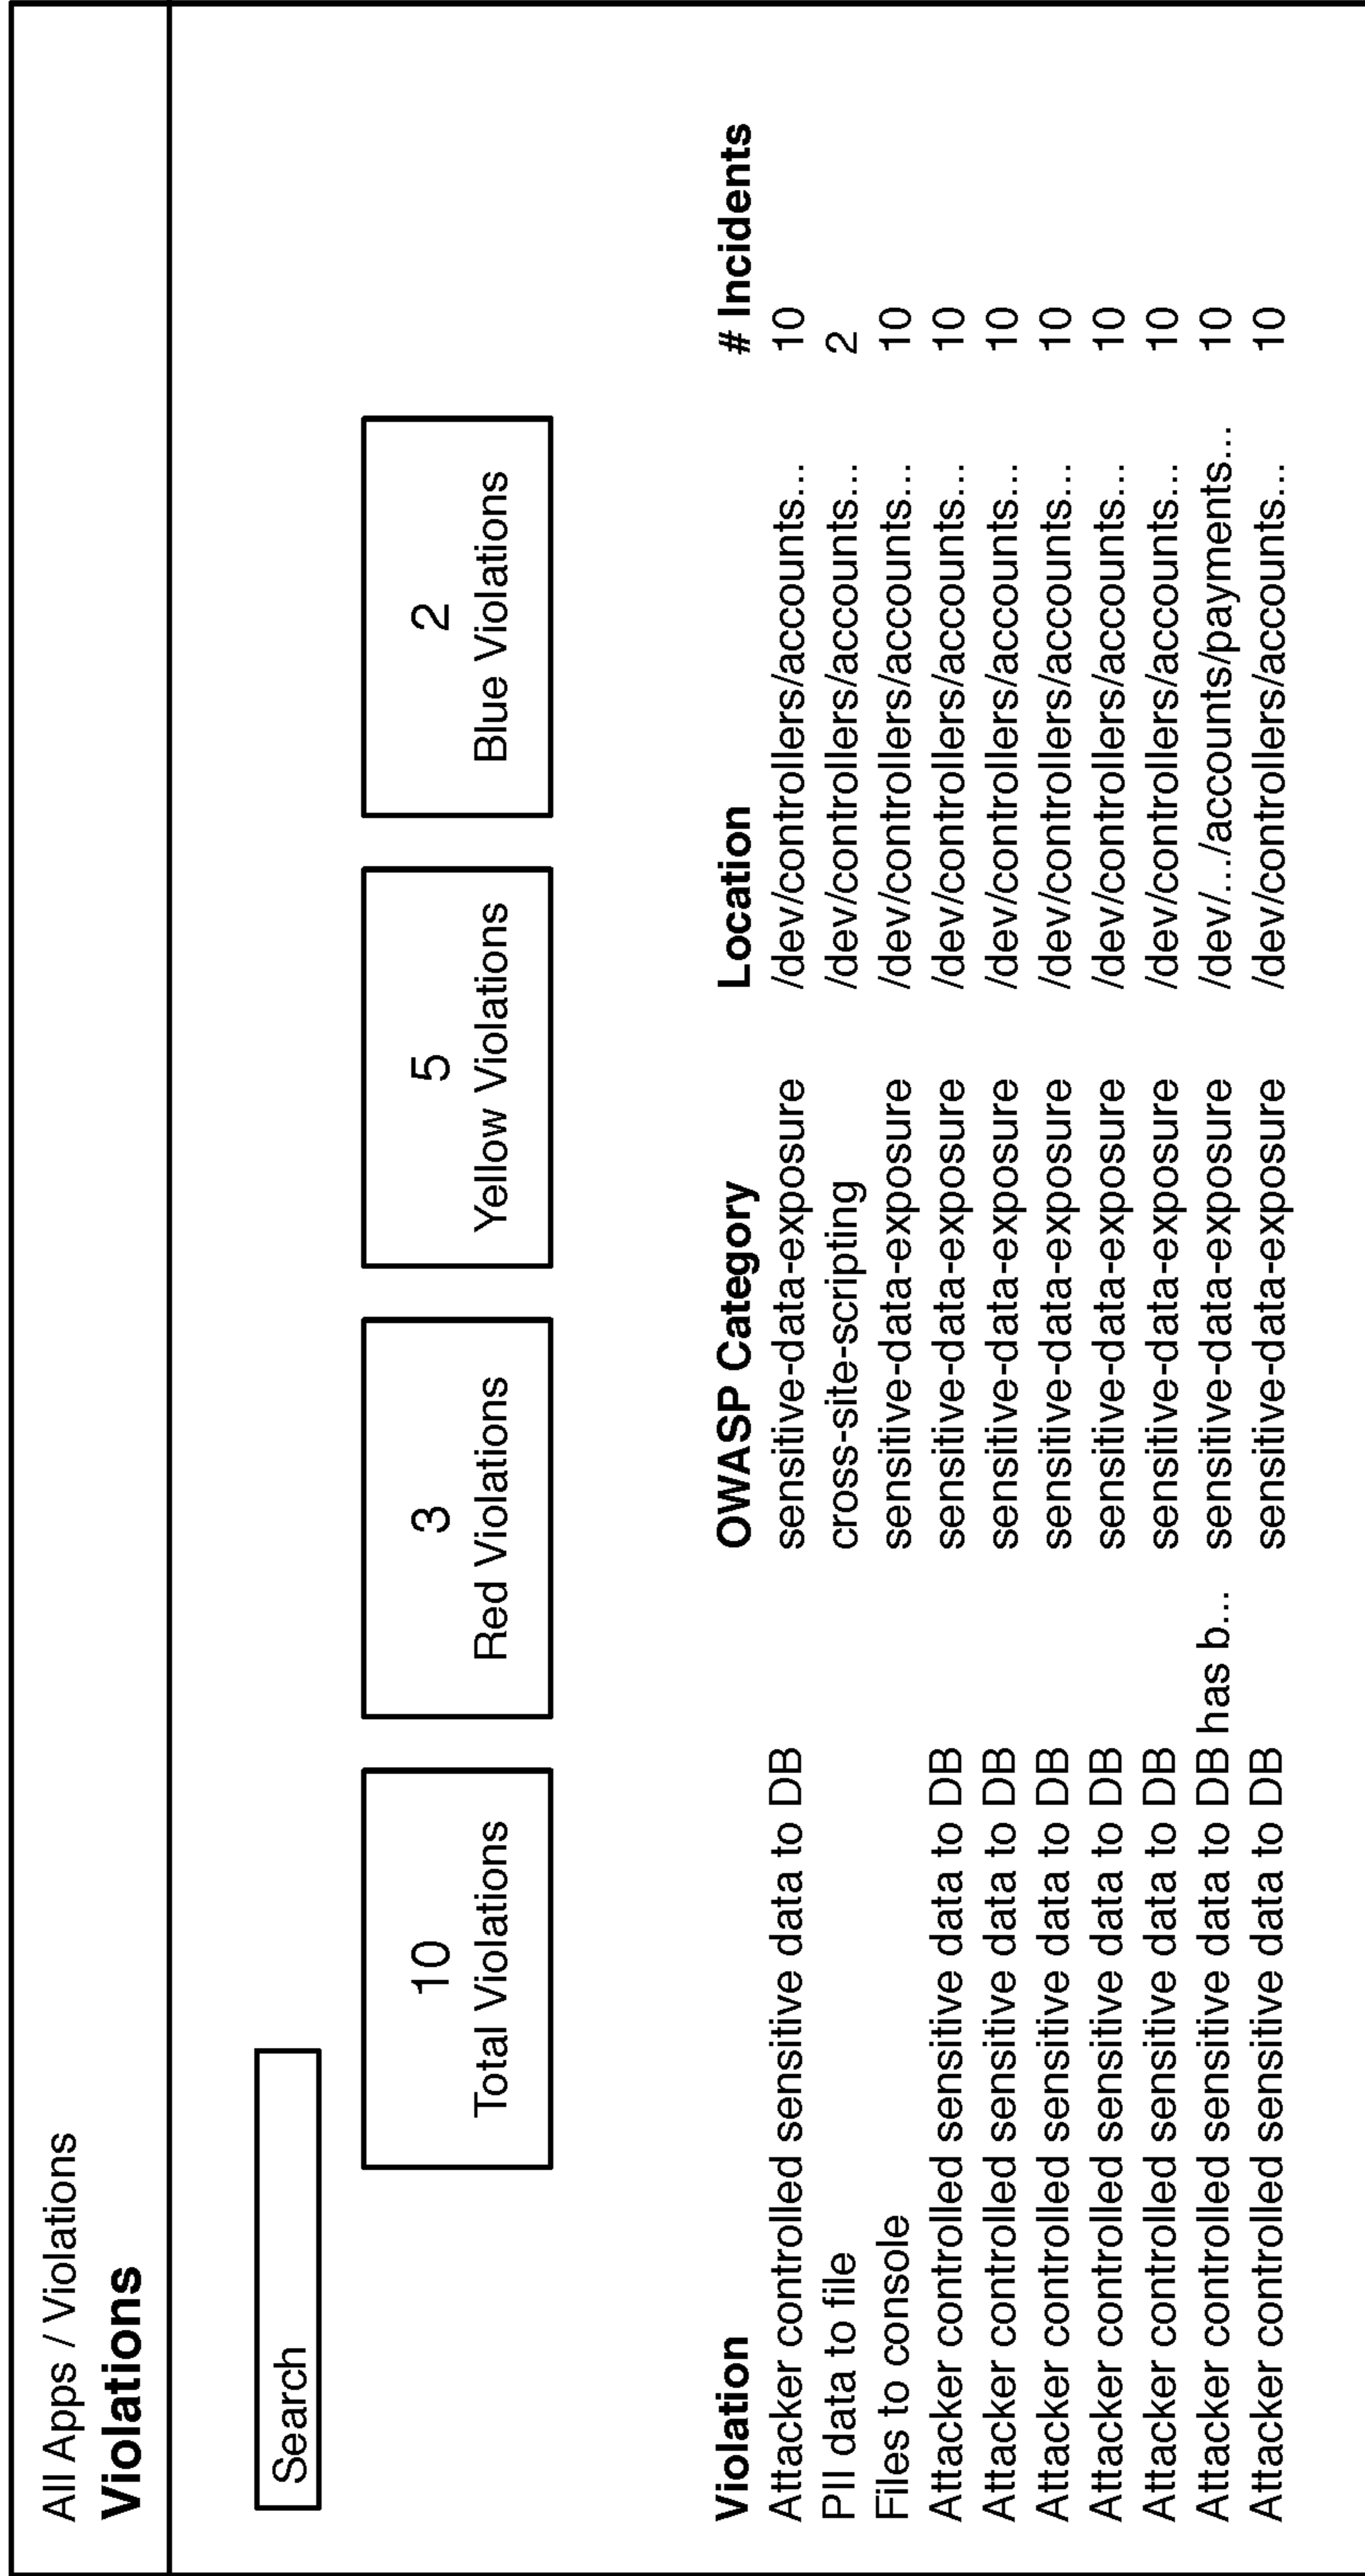 All Apps / Violations
Violations
Search
10 3 5 2
Total Violations Red Violations Yellow Violations Blue Violations
Violation OWASP Category Location # Incidents
Attacker controlled sensitive data to DB sensitive-data-exposure /dev/controllers/accounts... 10
PII data to file cross-site-scripting /dev/controllers/accounts... 2
Files to console sensitive-data-exposure /dev/controllers/accounts... 10
Attacker controlled sensitive data to DB sensitive-data-exposure /dev/controllers/accounts... 10
Attacker controlled sensitive data to DB sensitive-data-exposure /dev/controllers/accounts... 10
Attacker controlled sensitive data to DB sensitive-data-exposure /dev/controllers/accounts... 10
Attacker controlled sensitive data to DB sensitive-data-exposure /dev/controllers/accounts... 10
Attacker controlled sensitive data to DB sensitive-data-exposure /dev/controllers/accounts... 10
Attacker controlled sensitive data to DB has b... sensitive-data-exposure /dev/.../accounts/payments... 10
Attacker controlled sensitive data to DB sensitive-data-exposure /dev/controllers/accounts... 10